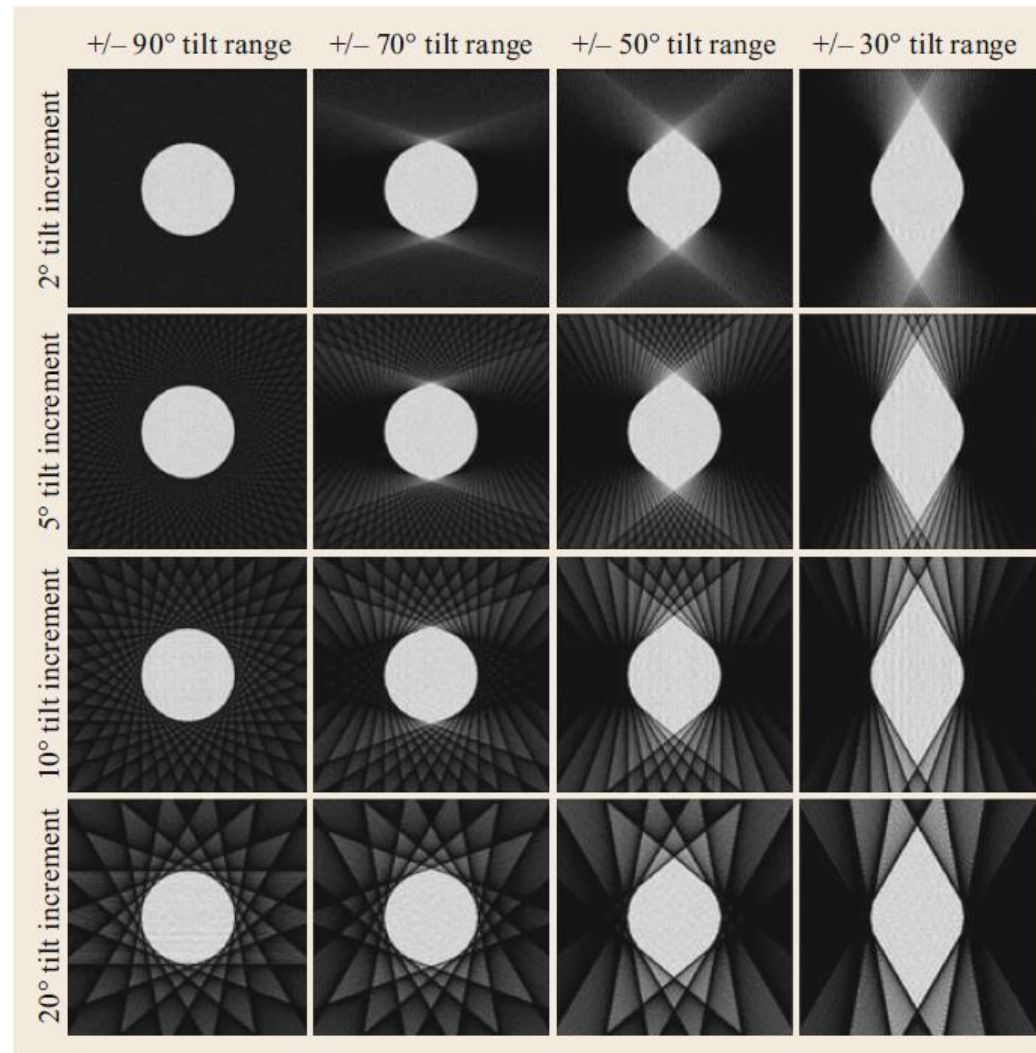 +/– 90° tilt range
+/– 70° tilt range
+/– 50° tilt range
+/– 30° tilt range
2° tilt increment
5° tilt increment
10° tilt increment
20° tilt increment